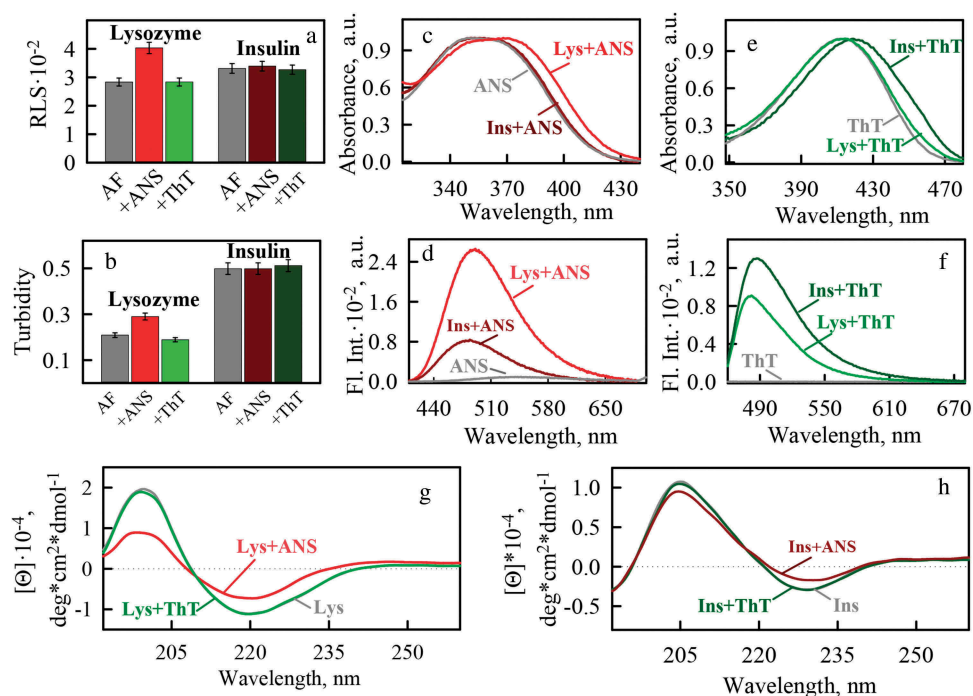 a
Lysozyme
Insulin
RLS·10⁻²
4
3
2
1
0
AF
+ANS
+ThT
AF
+ANS
+ThT
b
Insulin
Lysozyme
Turbidity
0.5
0.3
0.1
AF
+ANS
+ThT
AF
+ANS
+ThT
c
Lys+ANS
ANS
Ins+ANS
Absorbance, a.u.
0.9
0.6
0.3
0.0
340 370 400 430
Wavelength, nm
d
Lys+ANS
Ins+ANS
ANS
Fl. Int.·10⁻², a.u.
2.4
1.6
0.8
0.0
440 510 580 650
Wavelength, nm
e
Ins+ThT
ThT
Lys+ThT
Absorbance, a.u.
0.9
0.6
0.3
0.0
350 390 430 470
Wavelength, nm
f
Ins+ThT
Lys+ThT
ThT
Fl. Int.·10⁻², a.u.
1.2
0.8
0.4
0.0
490 550 610 670
Wavelength, nm
g
[Θ]·10⁻⁴,
deg*cm²*dmol⁻¹
2
1
0
-1
Lys+ANS
Lys+ThT
Lys
205 220 235 250
Wavelength, nm
h
[Θ]*10⁻⁴,
deg*cm²*dmol⁻¹
1.0
0.5
0.0
-0.5
Ins+ANS
Ins+ThT
Ins
205 220 235 250
Wavelength, nm